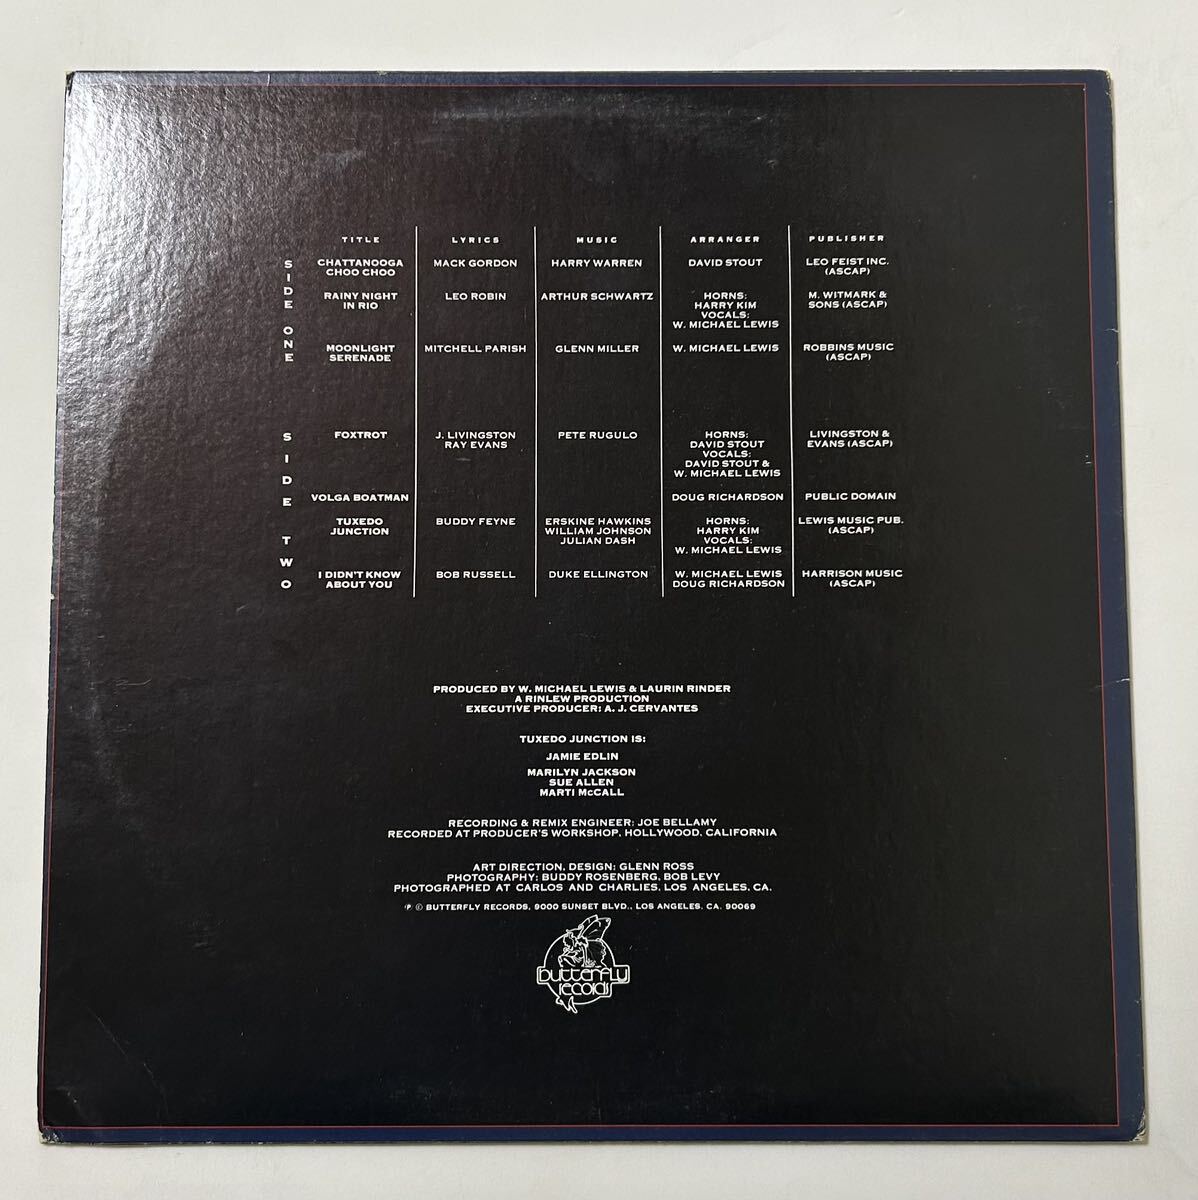 TITLE LYRICS MUSIC ARRANGER PUBLISHER
SIDE ONE
CHATTANOOGA CHOO CHOO MACK GORDON HARRY WARREN DAVID STOUT LEO FEIST INC. (ASCAP)
RAINY NIGHT IN RIO LEO ROBIN ARTHUR SCHWARTZ HORNS: HARRY KIM VOCALS: W. MICHAEL LEWIS M. WITMARK & SONS (ASCAP)
MOONLIGHT SERENADE MITCHELL PARISH GLENN MILLER W. MICHAEL LEWIS ROBBINS MUSIC (ASCAP)
SIDE TWO
FOXTROT J. LIVINGSTON RAY EVANS PETE RUGULO HORNS: DAVID STOUT VOCALS: DAVID STOUT & W. MICHAEL LEWIS LIVINGSTON & EVANS (ASCAP)
VOLGA BOATMAN DOUG RICHARDSON PUBLIC DOMAIN
TUXEDO JUNCTION BUDDY FEYNE ERSKINE HAWKINS WILLIAM JOHNSON JULIAN DASH HORNS: HARRY KIM VOCALS: W. MICHAEL LEWIS LEWIS MUSIC PUB. (ASCAP)
I DIDN'T KNOW ABOUT YOU BOB RUSSELL DUKE ELLINGTON W. MICHAEL LEWIS DOUG RICHARDSON HARRISON MUSIC (ASCAP)
PRODUCED BY W. MICHAEL LEWIS & LAURIN RINDER
A RINLEW PRODUCTION
EXECUTIVE PRODUCER: A. J. CERVANTES
TUXEDO JUNCTION IS:
JAMIE EDLIN
MARILYN JACKSON
SUE ALLEN
MARTI McCALL
RECORDING & REMIX ENGINEER: JOE BELLAMY
RECORDED AT PRODUCER'S WORKSHOP, HOLLYWOOD, CALIFORNIA
ART DIRECTION, DESIGN: GLENN ROSS
PHOTOGRAPHY: BUDDY ROSENBERG, BOB LEVY
PHOTOGRAPHED AT CARLOS AND CHARLIES, LOS ANGELES, CA.
℗ © BUTTERFLY RECORDS, 9000 SUNSET BLVD., LOS ANGELES, CA. 90069
butterfly
records